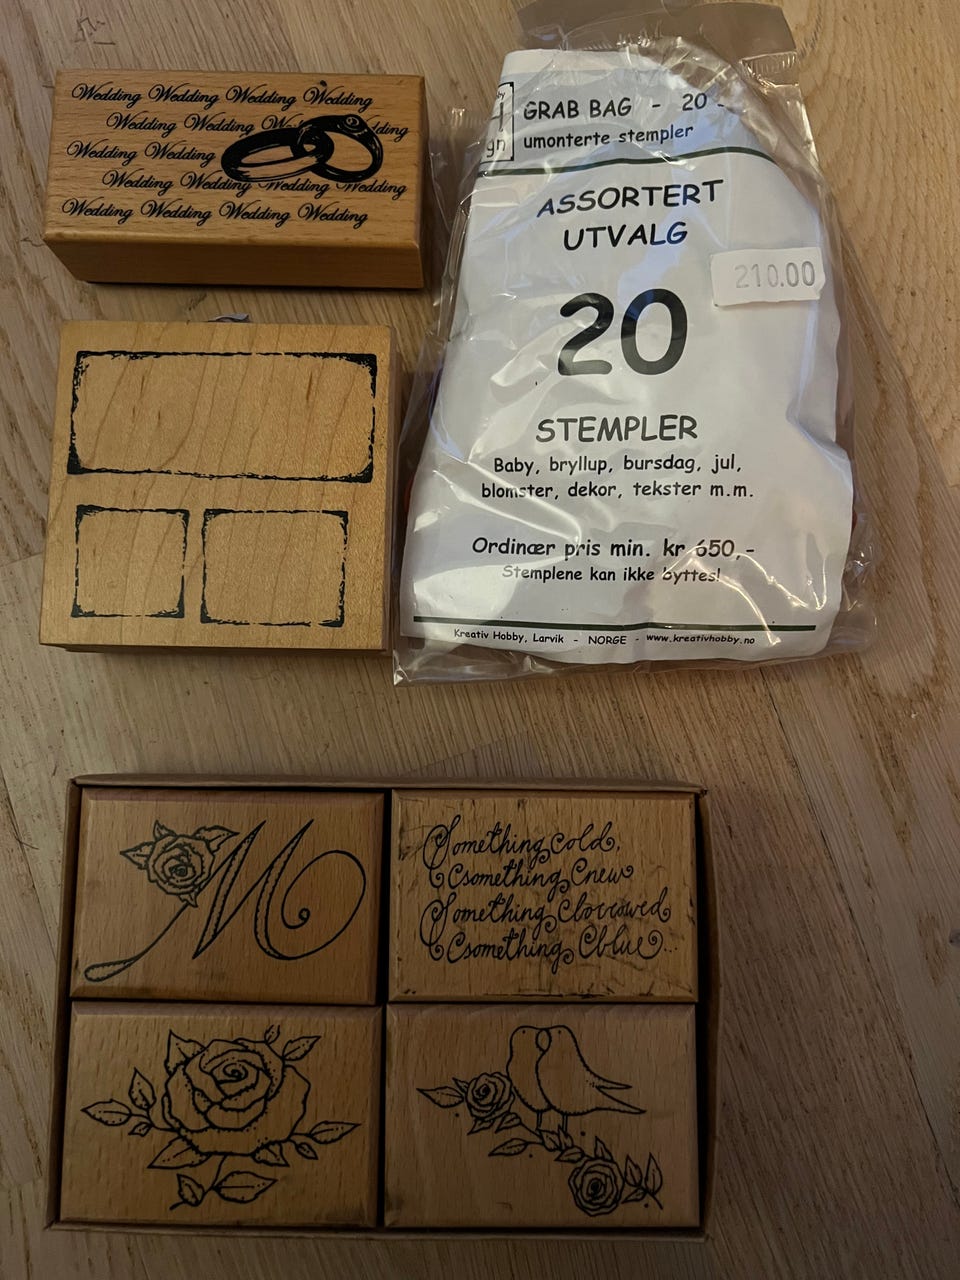 Wedding Wedding Wedding Wedding
Wedding Wedding Wedding
Wedding Wedding Wedding
Wedding Wedding Wedding Wedding
Wedding Wedding Wedding Wedding
gn
GRAB BAG - 20
umonterte stempler
ASSORTERT
UTVALG
210.00
20
STEMPLER
Baby, bryllup, bursdag, jul,
blomster, dekor, tekster m.m.
Ordinær pris min. kr 650,-
Stemplene kan ikke byttes!
Kreativ Hobby, Larvik - NORGE - www.kreativhobby.no
M
Something old,
something new
Something borrowed
something blue...